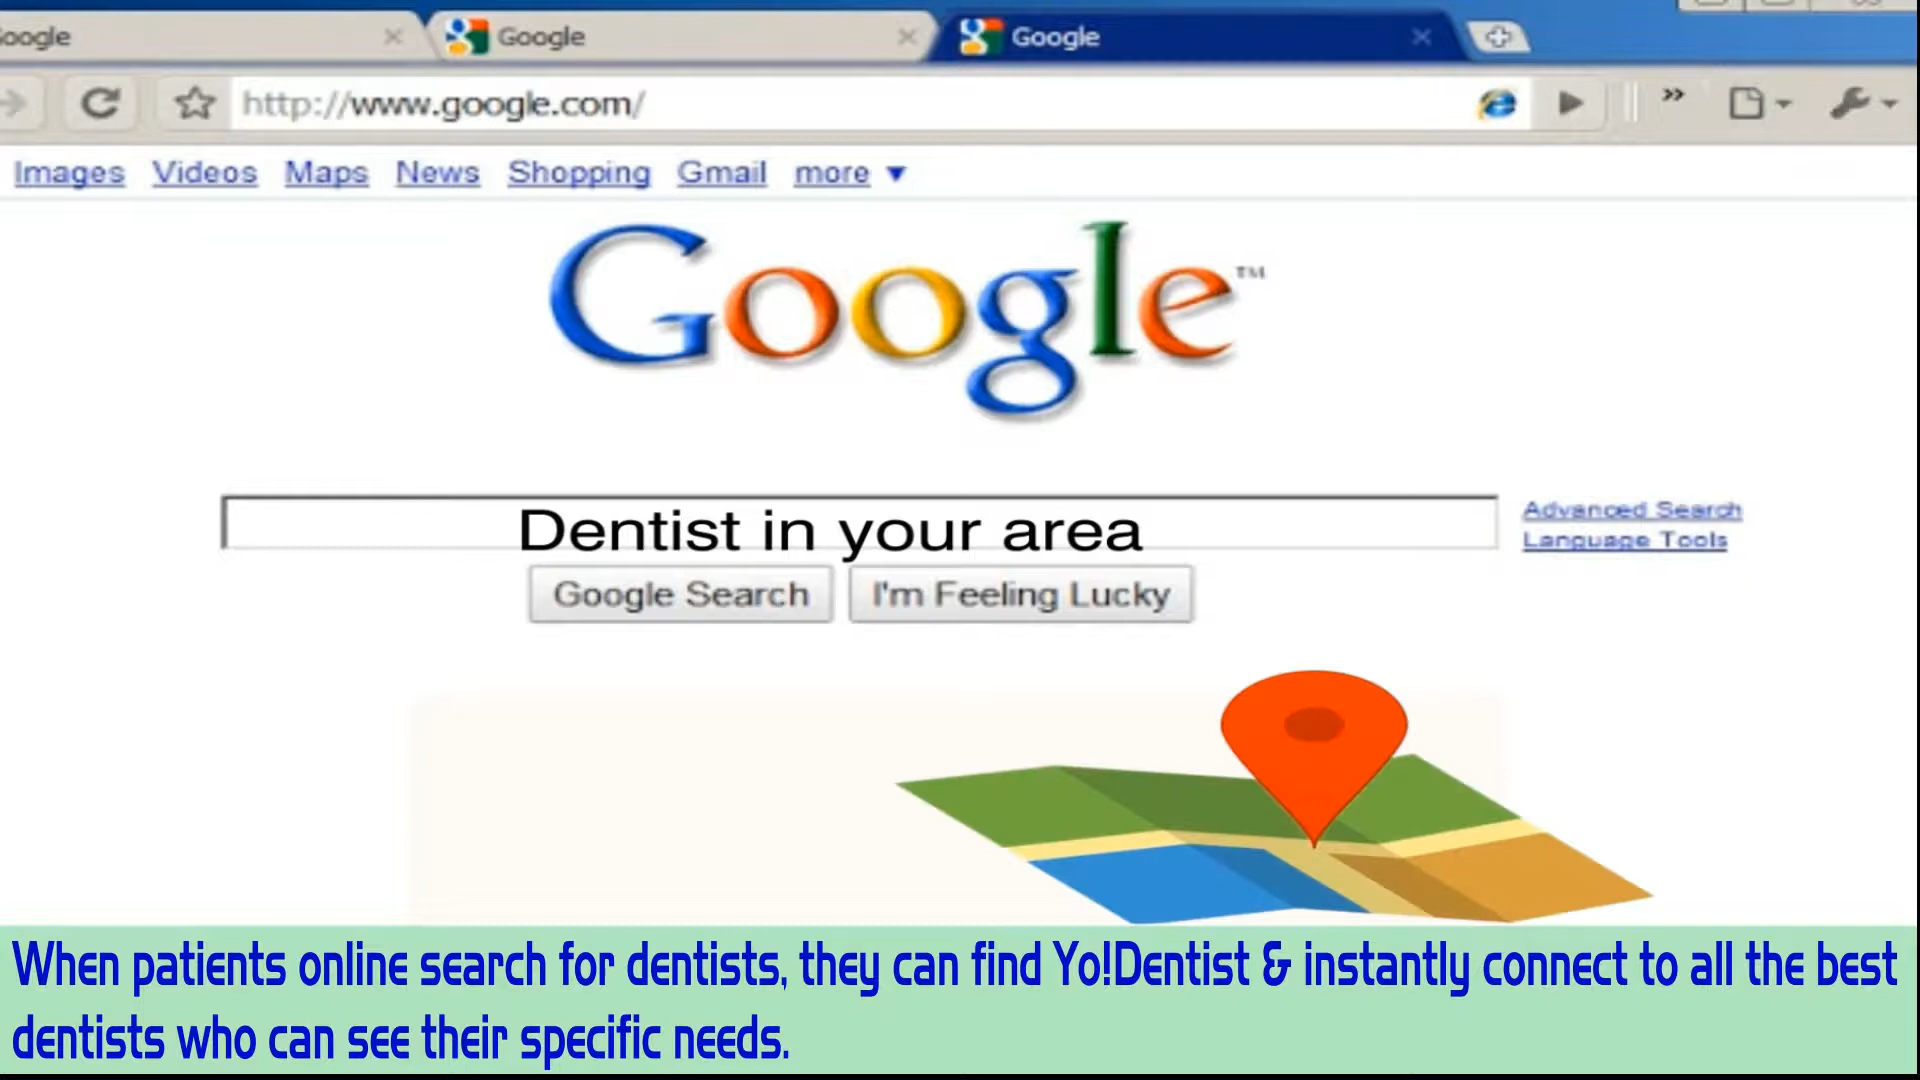 Google Google
http://www.google.com/
Images Videos Maps News Shopping Gmail more
Google™
Dentist in your area
Advanced Search
Language Tools
Google Search I'm Feeling Lucky
When patients online search for dentists, they can find Yo!Dentist & instantly connect to all the best
dentists who can see their specific needs.